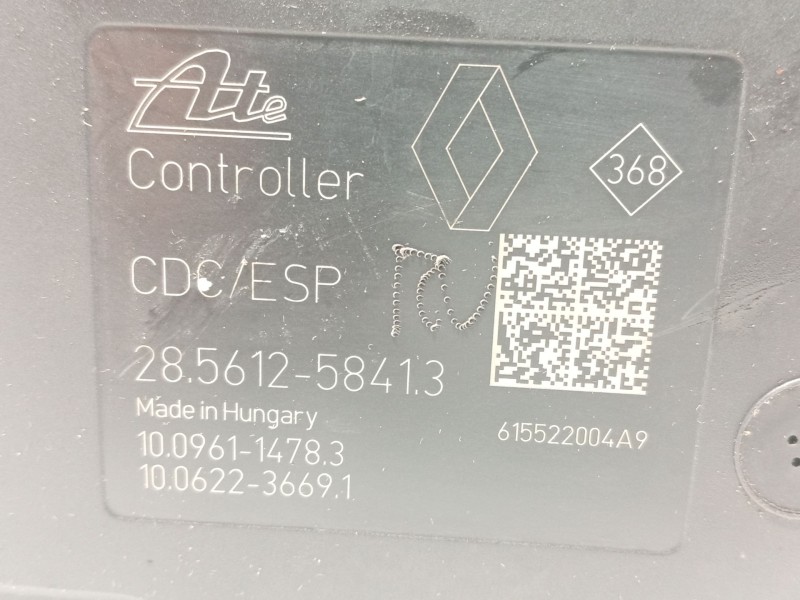 Ate
Controller
368
CDC/ESP
28.5612-5841.3
Made in Hungary
10.0961-1478.3
10.0622-3669.1
615522004A9